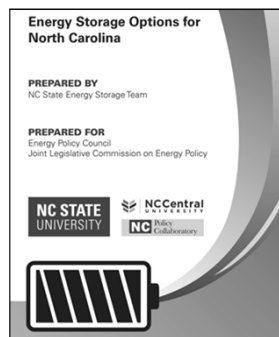 Energy Storage Options for
North Carolina
PREPARED BY
NC State Energy Storage Team
PREPARED FOR
Energy Policy Council
Joint Legislative Commission on Energy Policy
NC STATE
UNIVERSITY
NCCentral
UNIVERSITY
NC Policy
Collaboratory